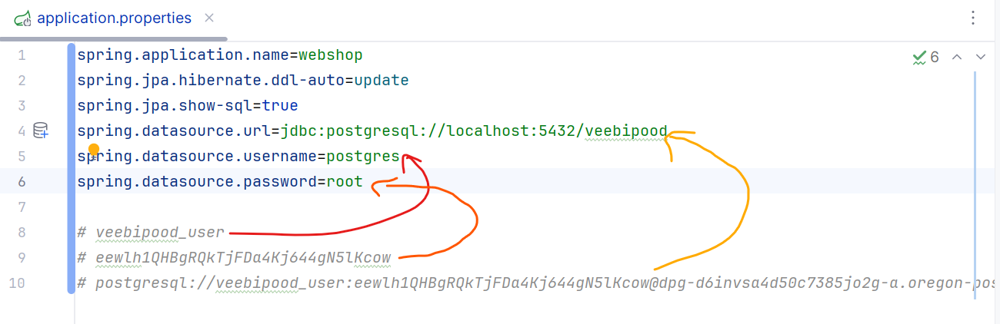 application.properties
1 spring.application.name=webshop
6
2 spring.jpa.hibernate.ddl-auto=update
3 spring.jpa.show-sql=true
4 spring.datasource.url=jdbc:postgresql://localhost:5432/veebipood
5 spring.datasource.username=postgres
6 spring.datasource.password=root
7
8 # veebipood_user
9 # eewlh1QHBgRQkTjFDa4Kj644gN5lKcow
10 # postgresql://veebipood_user:eewlh1QHBgRQkTjFDa4Kj644gN5lKcow@dpg-d6invsa4d50c7385jo2g-a.oregon-pos